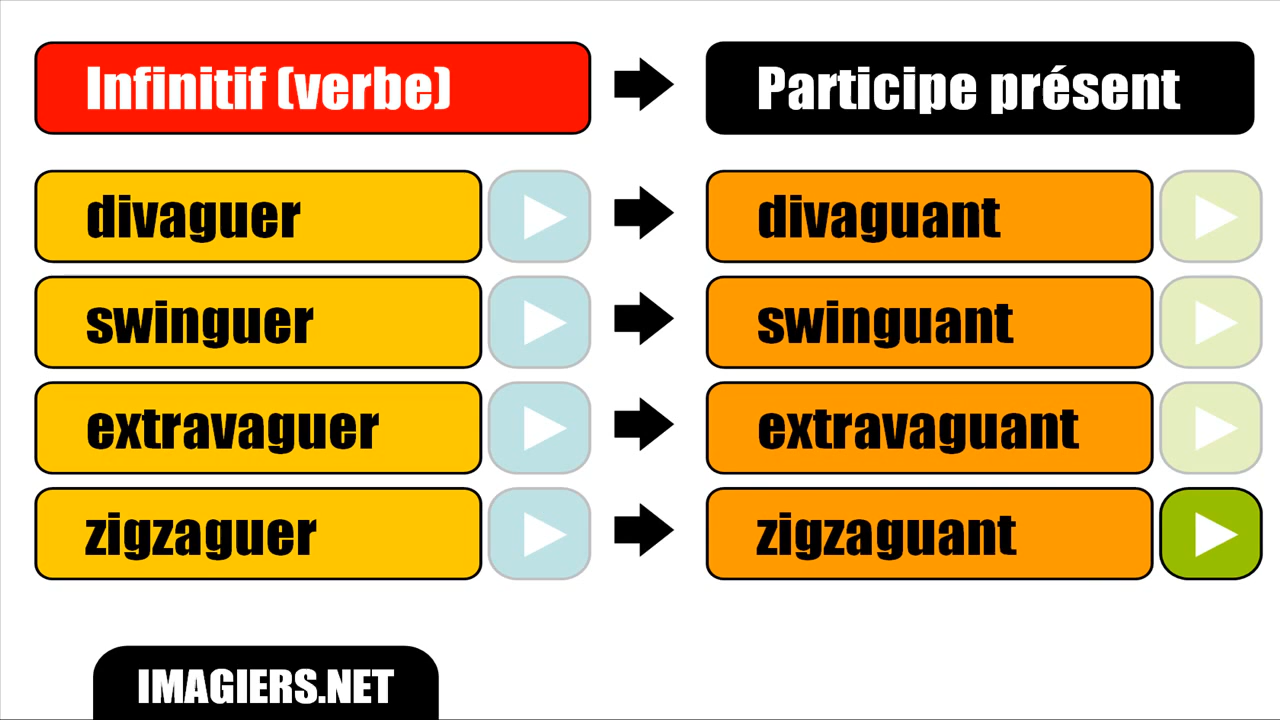 Infinitif (verbe) Participe présent
divaguer divaguant
swinguer swinguant
extravaguer extravaguant
zigzaguer zigzaguant
IMAGIERS.NET